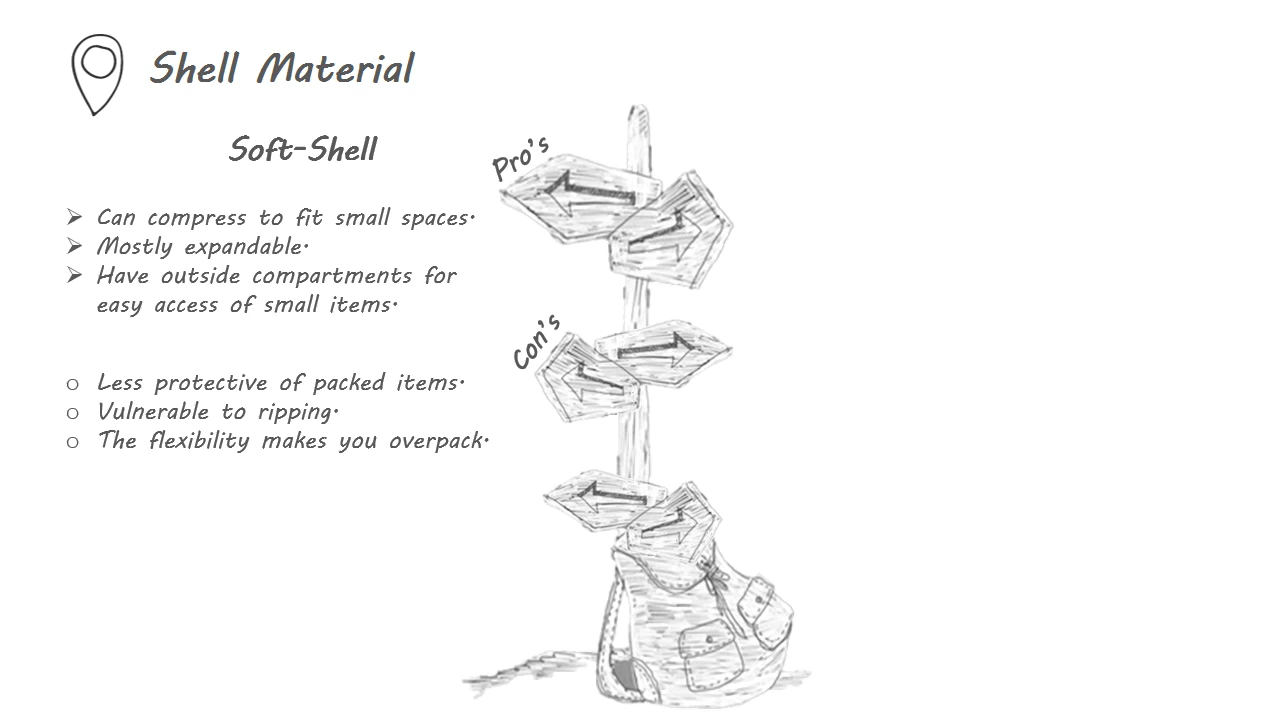 Shell Material
Soft-Shell
Pro's
➢ Can compress to fit small spaces.
➢ Mostly expandable.
➢ Have outside compartments for
easy access of small items.
Con's
o Less protective of packed items.
o Vulnerable to ripping.
o The flexibility makes you overpack.